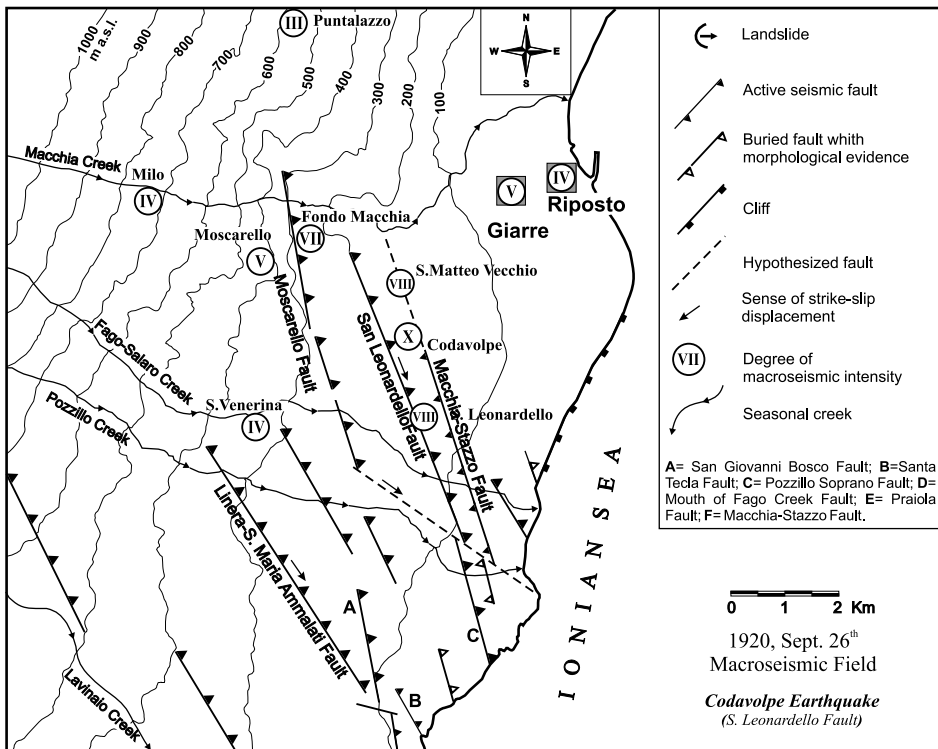 1000
m a.s.l.
900
800
700
600
500
400
300
200
100
III
Puntalazzo
N
W E
S
Macchia Creek
Milo
IV
Moscarello
V
Fondo Macchia
VII
V
Giarre
IV
Riposto
S.Matteo Vecchio
VIII
X
Codavolpe
Moscarello Fault
San LeonardelloFault
Macchia-Stazzo Fault
VIII
. Leonardello
Fago-Salaro Creek
Pozzillo Creek
S.Venerina
IV
Linera-S. Maria Ammalati Fault
Lavinaio Creek
A
B
C
IONIAN SEA
Landslide
Active seismic fault
Buried fault whith
morphological evidence
Cliff
Hypothesized fault
Sense of strike-slip
displacement
VII
Degree of
macroseismic intensity
Seasonal creek
A= San Giovanni Bosco Fault; B=Santa
Tecla Fault; C= Pozzillo Soprano Fault; D=
Mouth of Fago Creek Fault; E= Praiola
Fault; F= Macchia-Stazzo Fault.
0 1 2 Km
1920, Sept. 26th
Macroseismic Field
Codavolpe Earthquake
(S. Leonardello Fault)